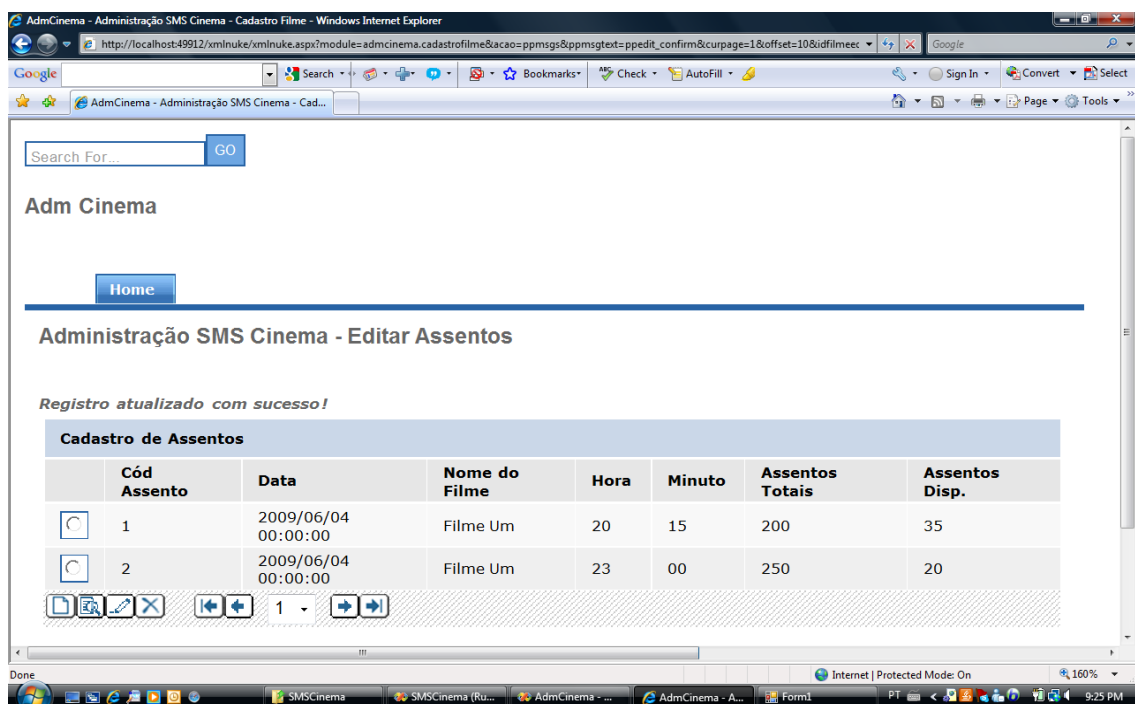 AdmCinema - Administração SMS Cinema - Cadastro Filme - Windows Internet Explorer
http://localhost:49912/xmlnuke/xmlnuke.aspx?module=admcinema.cadastrofilme&acao=ppmsgs&ppmsgtext=ppedit_confirm&curpage=1&offset=10&idfilmeec
Google
Google Search Bookmarks Check AutoFill Sign In Convert Select
AdmCinema - Administração SMS Cinema - Cad... Page Tools
Search For... GO
Adm Cinema
Home
Administração SMS Cinema - Editar Assentos
Registro atualizado com sucesso!
Cadastro de Assentos
Cód Assento Data Nome do Filme Hora Minuto Assentos Totais Assentos Disp.
1 2009/06/04 00:00:00 Filme Um 20 15 200 35
2 2009/06/04 00:00:00 Filme Um 23 00 250 20
1
Done Internet | Protected Mode: On 160%
SMSCinema SMSCinema (Ru... AdmCinema - ... AdmCinema - A... Form1 PT 9:25 PM